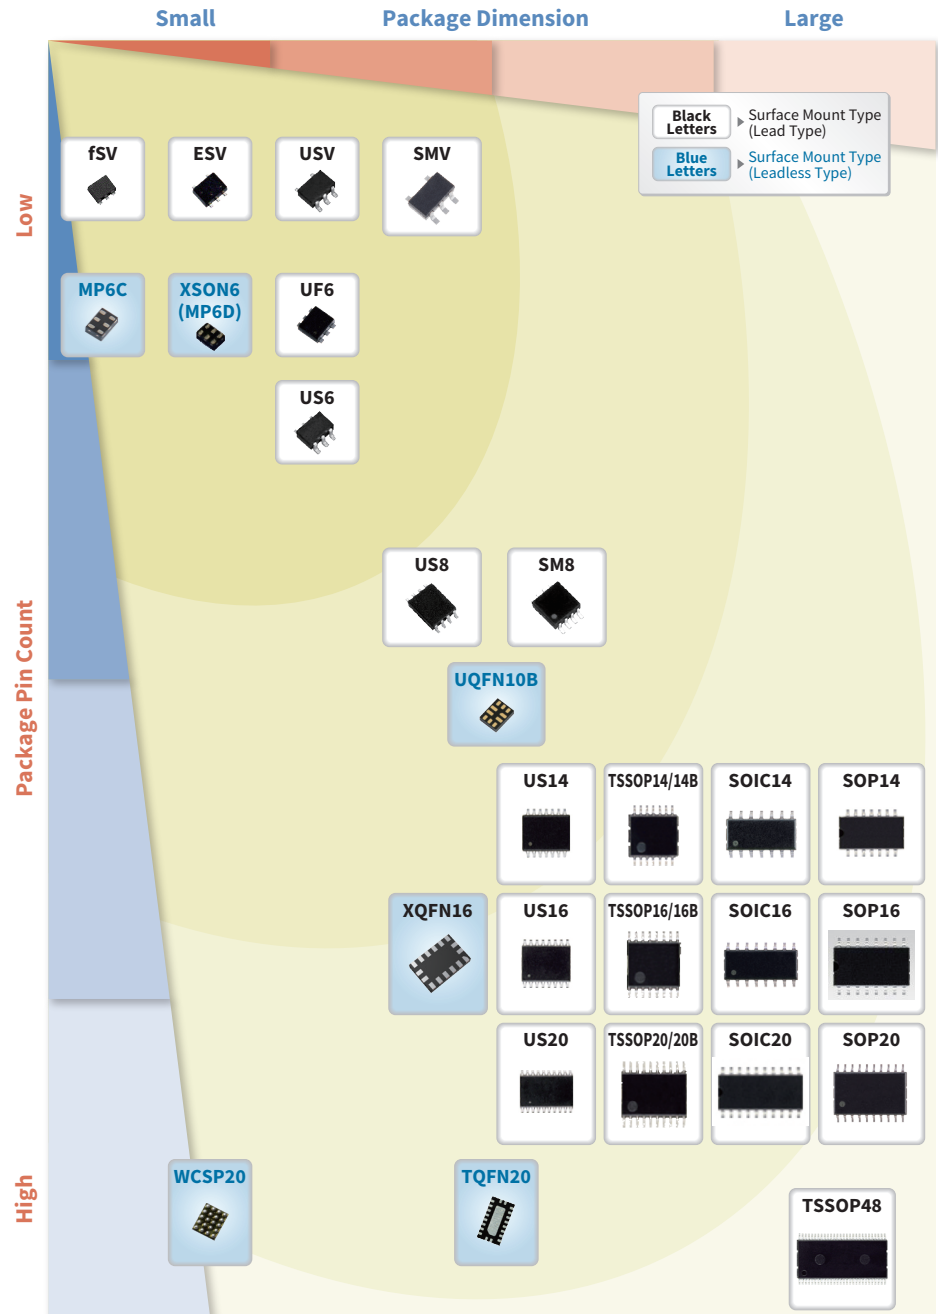 Small Package Dimension Large
Black
Letters
Surface Mount Type
(Lead Type)
Blue
Letters
Surface Mount Type
(Leadless Type)
Low
Package Pin Count
High
fSV ESV USV SMV
MP6C XSON6
(MP6D) UF6
US6
US8 SM8
UQFN10B
US14 TSSOP14/14B SOIC14 SOP14
XQFN16 US16 TSSOP16/16B SOIC16 SOP16
US20 TSSOP20/20B SOIC20 SOP20
WCSP20 TQFN20
TSSOP48